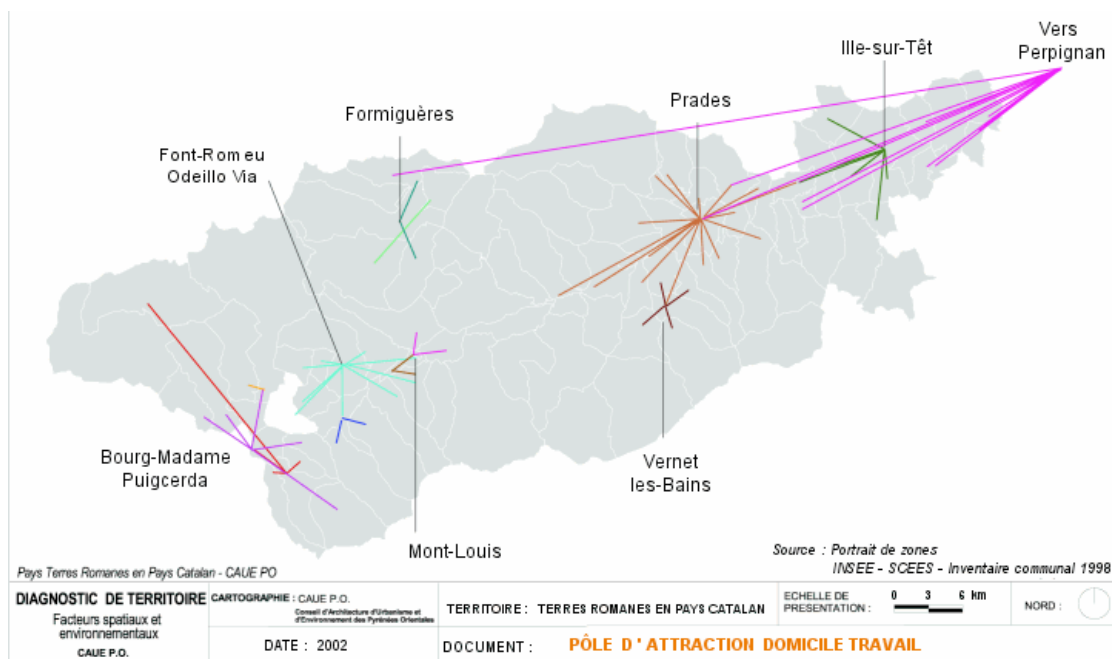 Vers
Perpignan
Ille-sur-Têt
Prades
Formiguères
Font-Romeu
Odeillo Via
Bourg-Madame
Puigcerda
Vernet
les-Bains
Mont-Louis
Source : Portrait de zones
INSEE - SCEES - Inventaire communal 1998
Pays Terres Romanes en Pays Catalan - CAUE PO
DIAGNOSTIC DE TERRITOIRE
Facteurs spatiaux et
environnementaux
CAUE P.O.
CARTOGRAPHIE : CAUE P.O.
Conseil d'Architecture d'Urbanisme et
d'Environnement des Pyrénées Orientales
DATE : 2002
TERRITOIRE : TERRES ROMANES EN PAYS CATALAN
DOCUMENT : PÔLE D'ATTRACTION DOMICILE TRAVAIL
ECHELLE DE
PRESENTATION :
0 3 6 km
NORD :